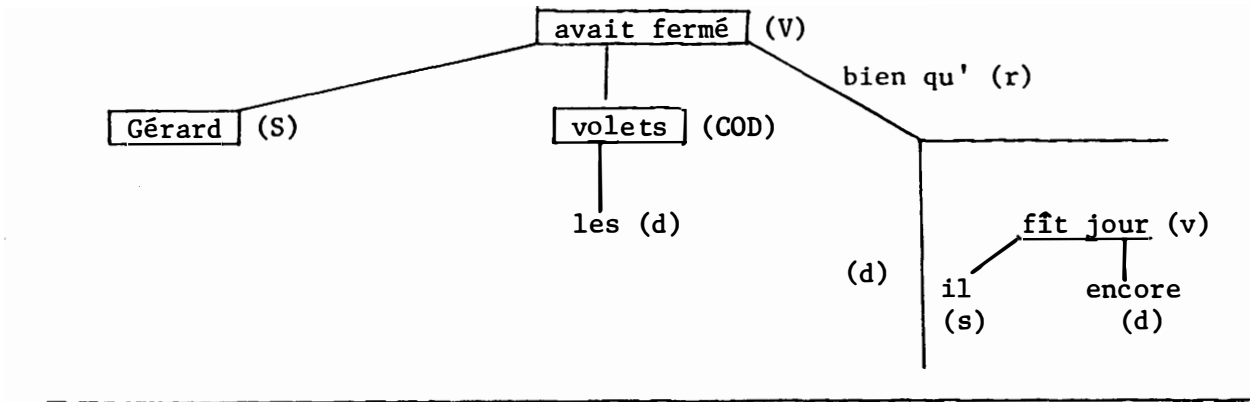 avait fermé (V)
bien qu' (r)
Gérard (S)
volets (COD)
les (d)
fît jour (v)
(d)
il
encore
(s)
(d)